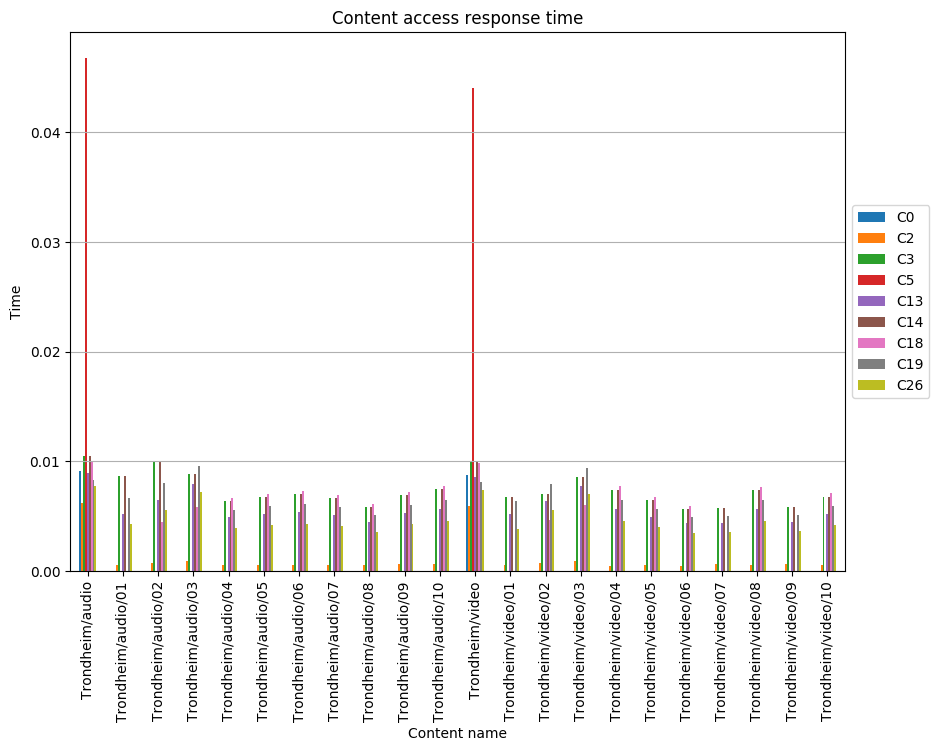 Content access response time
Time
0.04
0.03
0.02
0.01
0.00
C0
C2
C3
C5
C13
C14
C18
C19
C26
Trondheim/audio
Trondheim/audio/01
Trondheim/audio/02
Trondheim/audio/03
Trondheim/audio/04
Trondheim/audio/05
Trondheim/audio/06
Trondheim/audio/07
Trondheim/audio/08
Trondheim/audio/09
Trondheim/audio/10
Trondheim/video
Trondheim/video/01
Trondheim/video/02
Trondheim/video/03
Trondheim/video/04
Trondheim/video/05
Trondheim/video/06
Trondheim/video/07
Trondheim/video/08
Trondheim/video/09
Trondheim/video/10
Content name